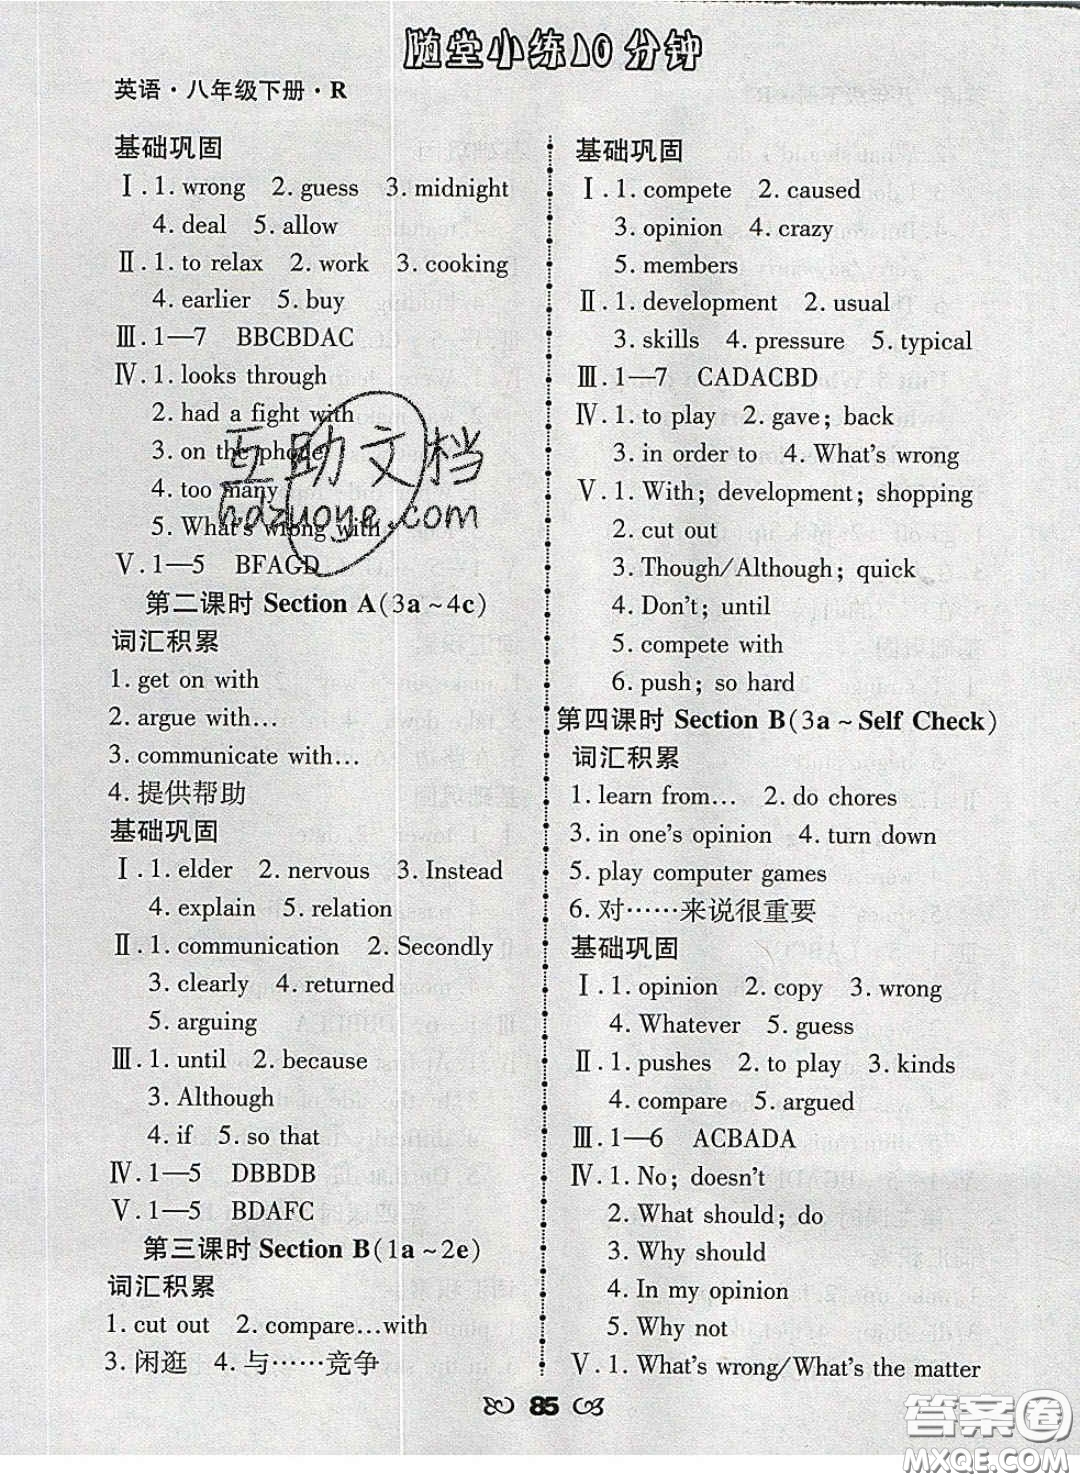 随堂小练10分钟
英语·八年级下册·R
基础巩固
Ⅰ.1. wrong 2. guess 3. midnight
4. deal 5. allow
Ⅱ.1. to relax 2. work 3. cooking
4. earlier 5. buy
Ⅲ.1—7 BBCBDAC
Ⅳ.1. looks through
2. had a fight with
3. on the phone
4. too many
5. What's wrong with
Ⅴ.1—5 BFAGD
第二课时 Section A(3a~4c)
词汇积累
1. get on with
2. argue with…
3. communicate with…
4. 提供帮助
基础巩固
Ⅰ.1. elder 2. nervous 3. Instead
4. explain 5. relation
Ⅱ.1. communication 2. Secondly
3. clearly 4. returned
5. arguing
Ⅲ.1. until 2. because
3. Although
4. if 5. so that
Ⅳ.1—5 DBBDB
Ⅴ.1—5 BDAFC
第三课时 Section B(1a~2e)
词汇积累
1. cut out 2. compare…with
3. 闲逛 4. 与……竞争
基础巩固
Ⅰ.1. compete 2. caused
3. opinion 4. crazy
5. members
Ⅱ.1. development 2. usual
3. skills 4. pressure 5. typical
Ⅲ.1—7 CADACBD
Ⅳ.1. to play 2. gave; back
3. in order to 4. What's wrong
Ⅴ.1. With; development; shopping
2. cut out
3. Though/Although; quick
4. Don't; until
5. compete with
6. push; so hard
第四课时 Section B(3a~Self Check)
词汇积累
1. learn from… 2. do chores
3. in one's opinion 4. turn down
5. play computer games
6. 对……来说很重要
基础巩固
Ⅰ.1. opinion 2. copy 3. wrong
4. Whatever 5. guess
Ⅱ.1. pushes 2. to play 3. kinds
4. compare 5. argued
Ⅲ.1—6 ACBADA
Ⅳ.1. No; doesn't
2. What should; do
3. Why should
4. In my opinion
5. Why not
Ⅴ.1. What's wrong/What's the matter
85
互助文档
hdzuoye.com
答案圈
MXQE.COM